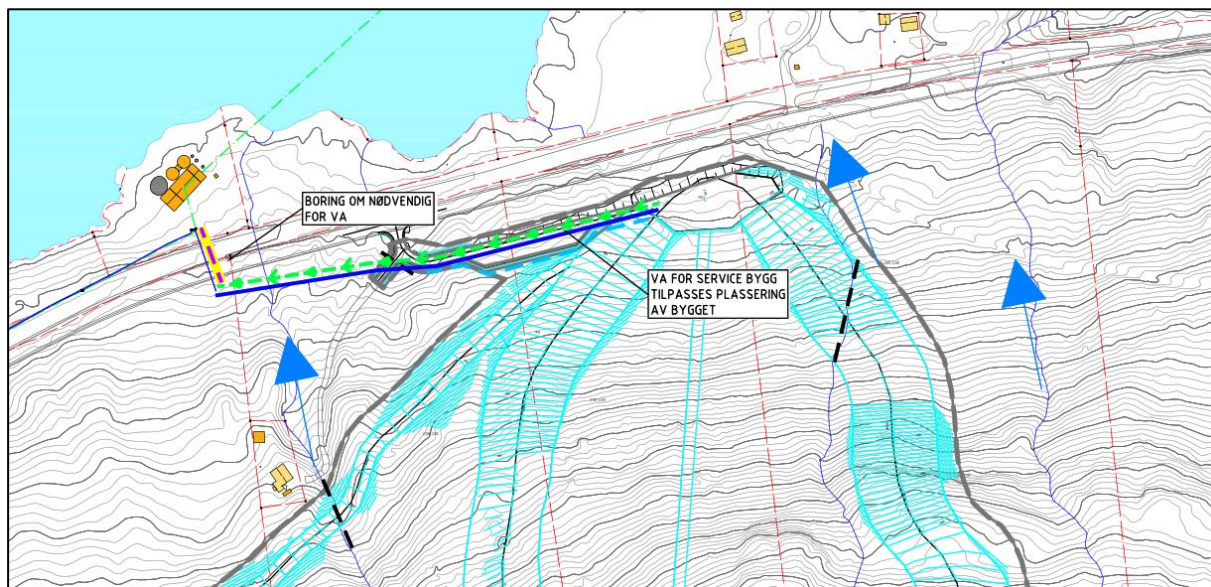 BORING OM NØDVENDIG
FOR VA
VA FOR SERVICE BYGG
TILPASSES PLASSERING
AV BYGGET